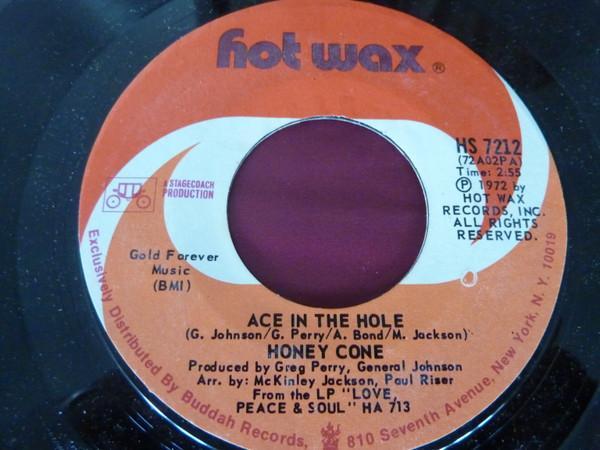 hot wax ®
HS 7212
(72A02PA)
Time: 2:55
℗ 1972 by
HOT WAX
RECORDS, INC.
ALL RIGHTS
RESERVED.
A STAGECOACH
PRODUCTION
Gold Forever
Music
(BMI)
ACE IN THE HOLE
(G. Johnson/G. Perry/A. Bond/M. Jackson)
HONEY CONE
Produced by Greg Perry, General Johnson
Arr. by: McKinley Jackson, Paul Riser
From the LP "LOVE,
PEACE & SOUL" HA 713
Exclusively Distributed By Buddah Records, 810 Seventh Avenue, New York, N. Y. 10019